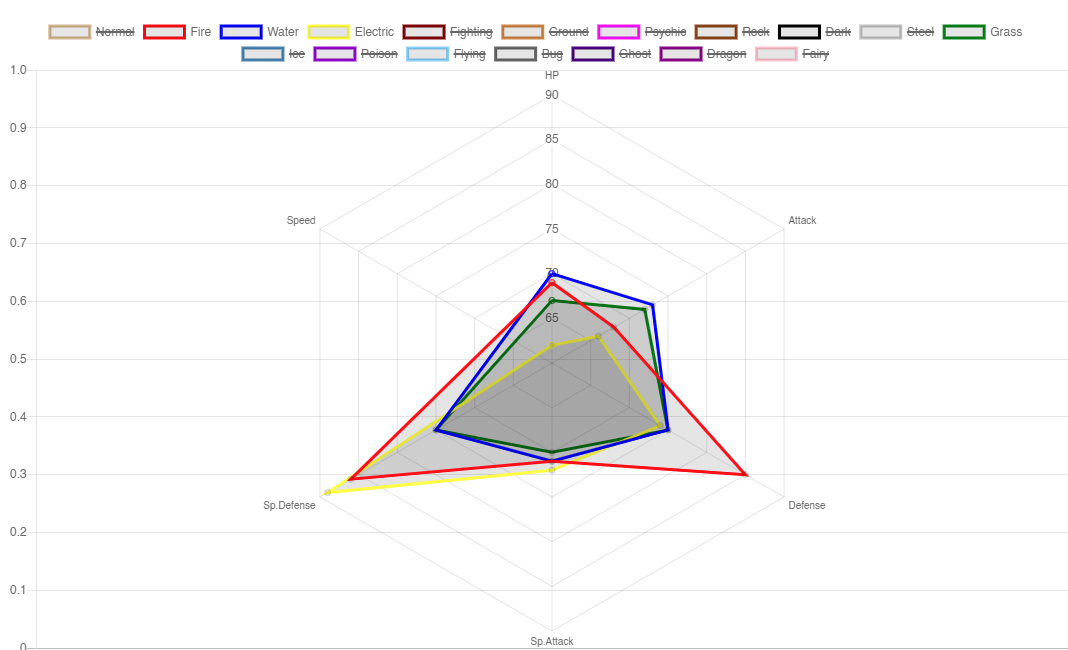 Normal Fire Water Electric Fighting Ground Psychic Rock Dark Steel Grass
Ice Poison Flying Bug Ghost Dragon Fairy
1.0
HP
90
0.9
85
0.8
80
Speed
Attack
75
0.7
70
0.6
65
0.5
0.4
0.3
Sp.Defense
Defense
0.2
0.1
Sp.Attack
0